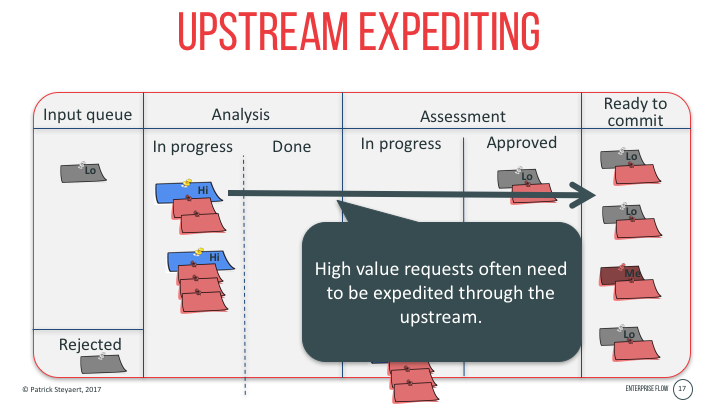 UPSTREAM EXPEDITING
Input queue
Analysis
Assessment
Ready to
commit
In progress
Done
In progress
Approved
Lo
Hi
Hi
Lo
Lo
Lo
Me
Lo
High value requests often need
to be expedited through the
upstream.
Rejected
© Patrick Steyaert, 2017
ENTERPRISE FLOW
17